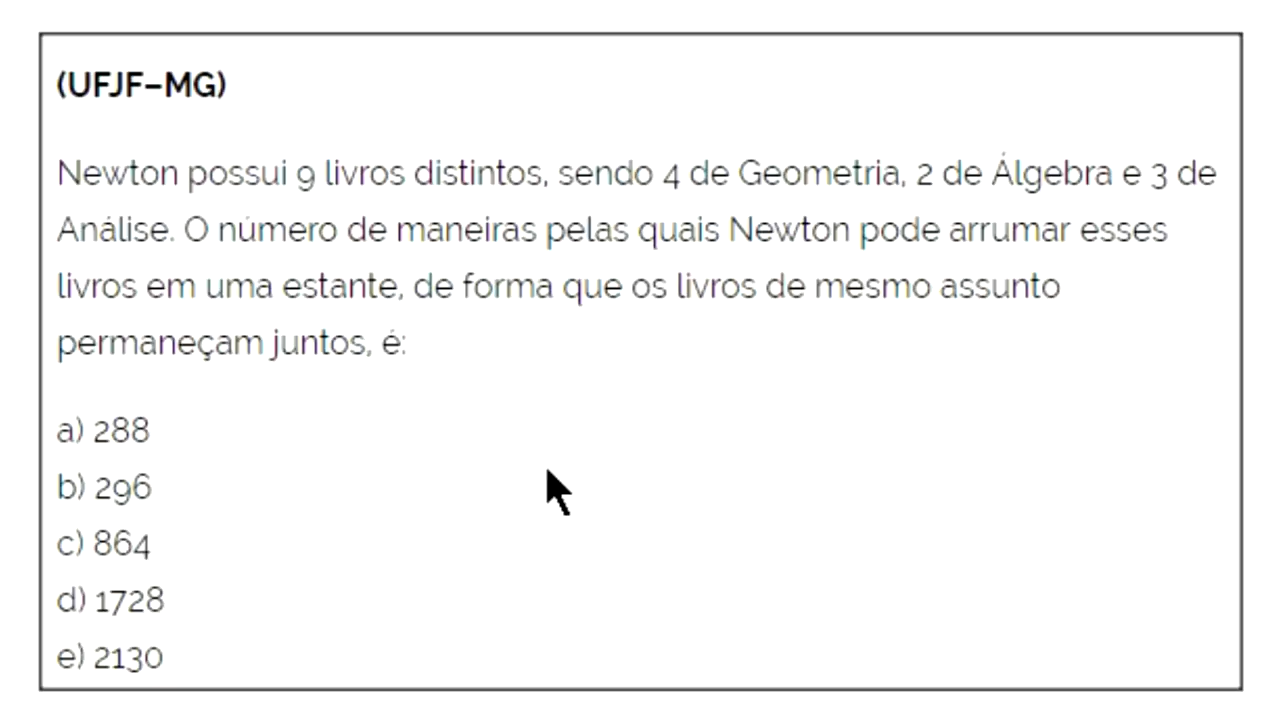 (UFJF–MG)
Newton possui 9 livros distintos, sendo 4 de Geometria, 2 de Álgebra e 3 de
Análise. O número de maneiras pelas quais Newton pode arrumar esses
livros em uma estante, de forma que os livros de mesmo assunto
permaneçam juntos, é:
a) 288
b) 296
c) 864
d) 1728
e) 2130